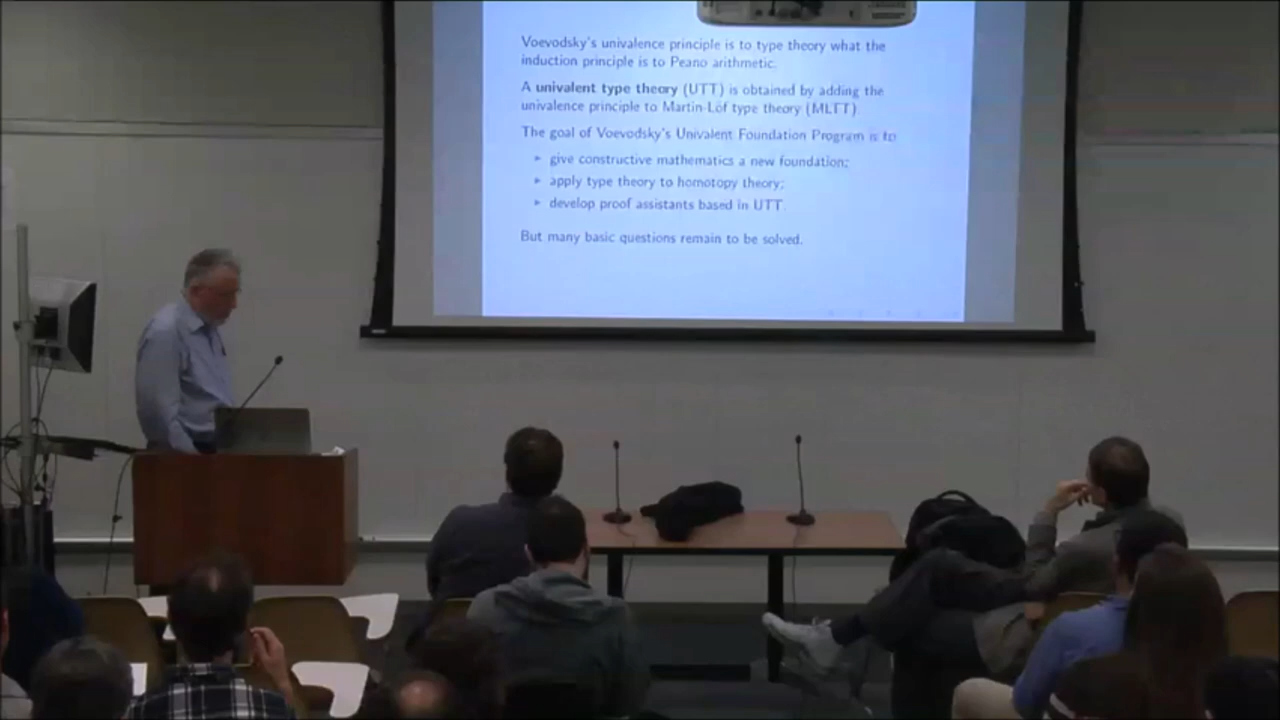 Voevodsky's univalence principle is to type theory what the
induction principle is to Peano arithmetic.
A univalent type theory (UTT) is obtained by adding the
univalence principle to Martin-Löf type theory (MLTT).
The goal of Voevodsky's Univalent Foundation Program is to
▸ give constructive mathematics a new foundation;
▸ apply type theory to homotopy theory;
▸ develop proof assistants based in UTT.
But many basic questions remain to be solved.